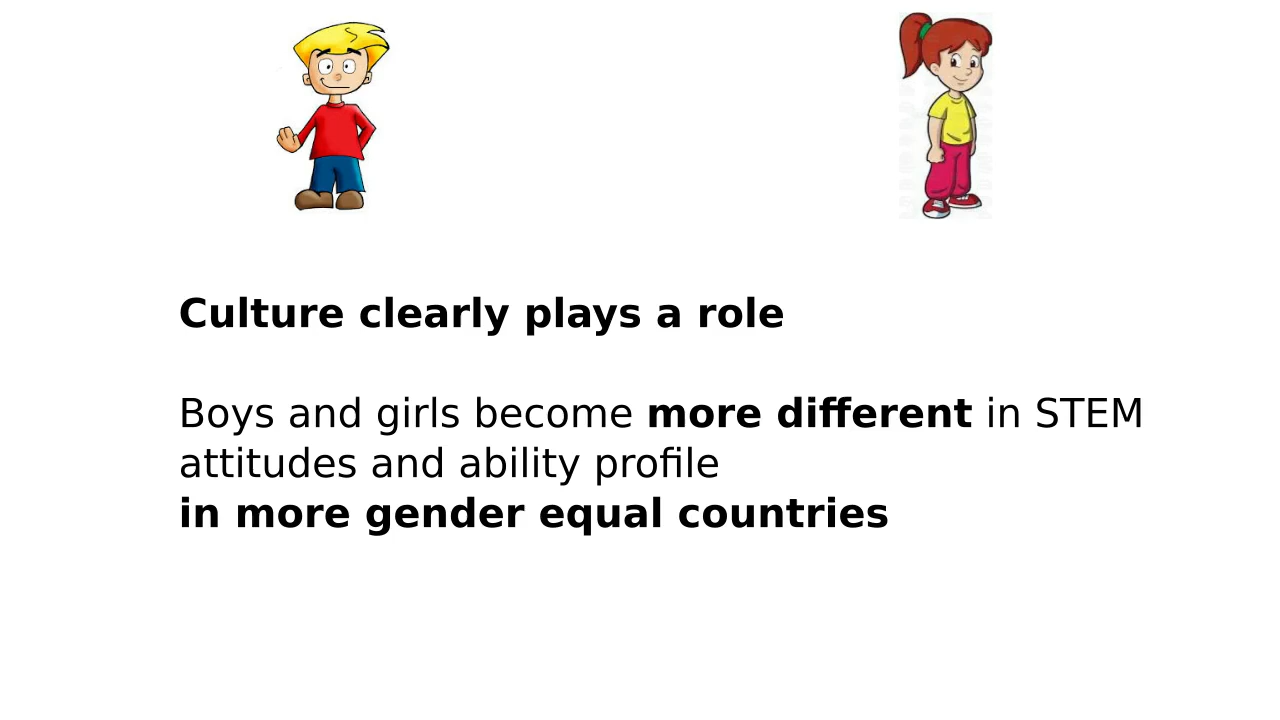 Culture clearly plays a role
Boys and girls become more different in STEM
attitudes and ability profile
in more gender equal countries